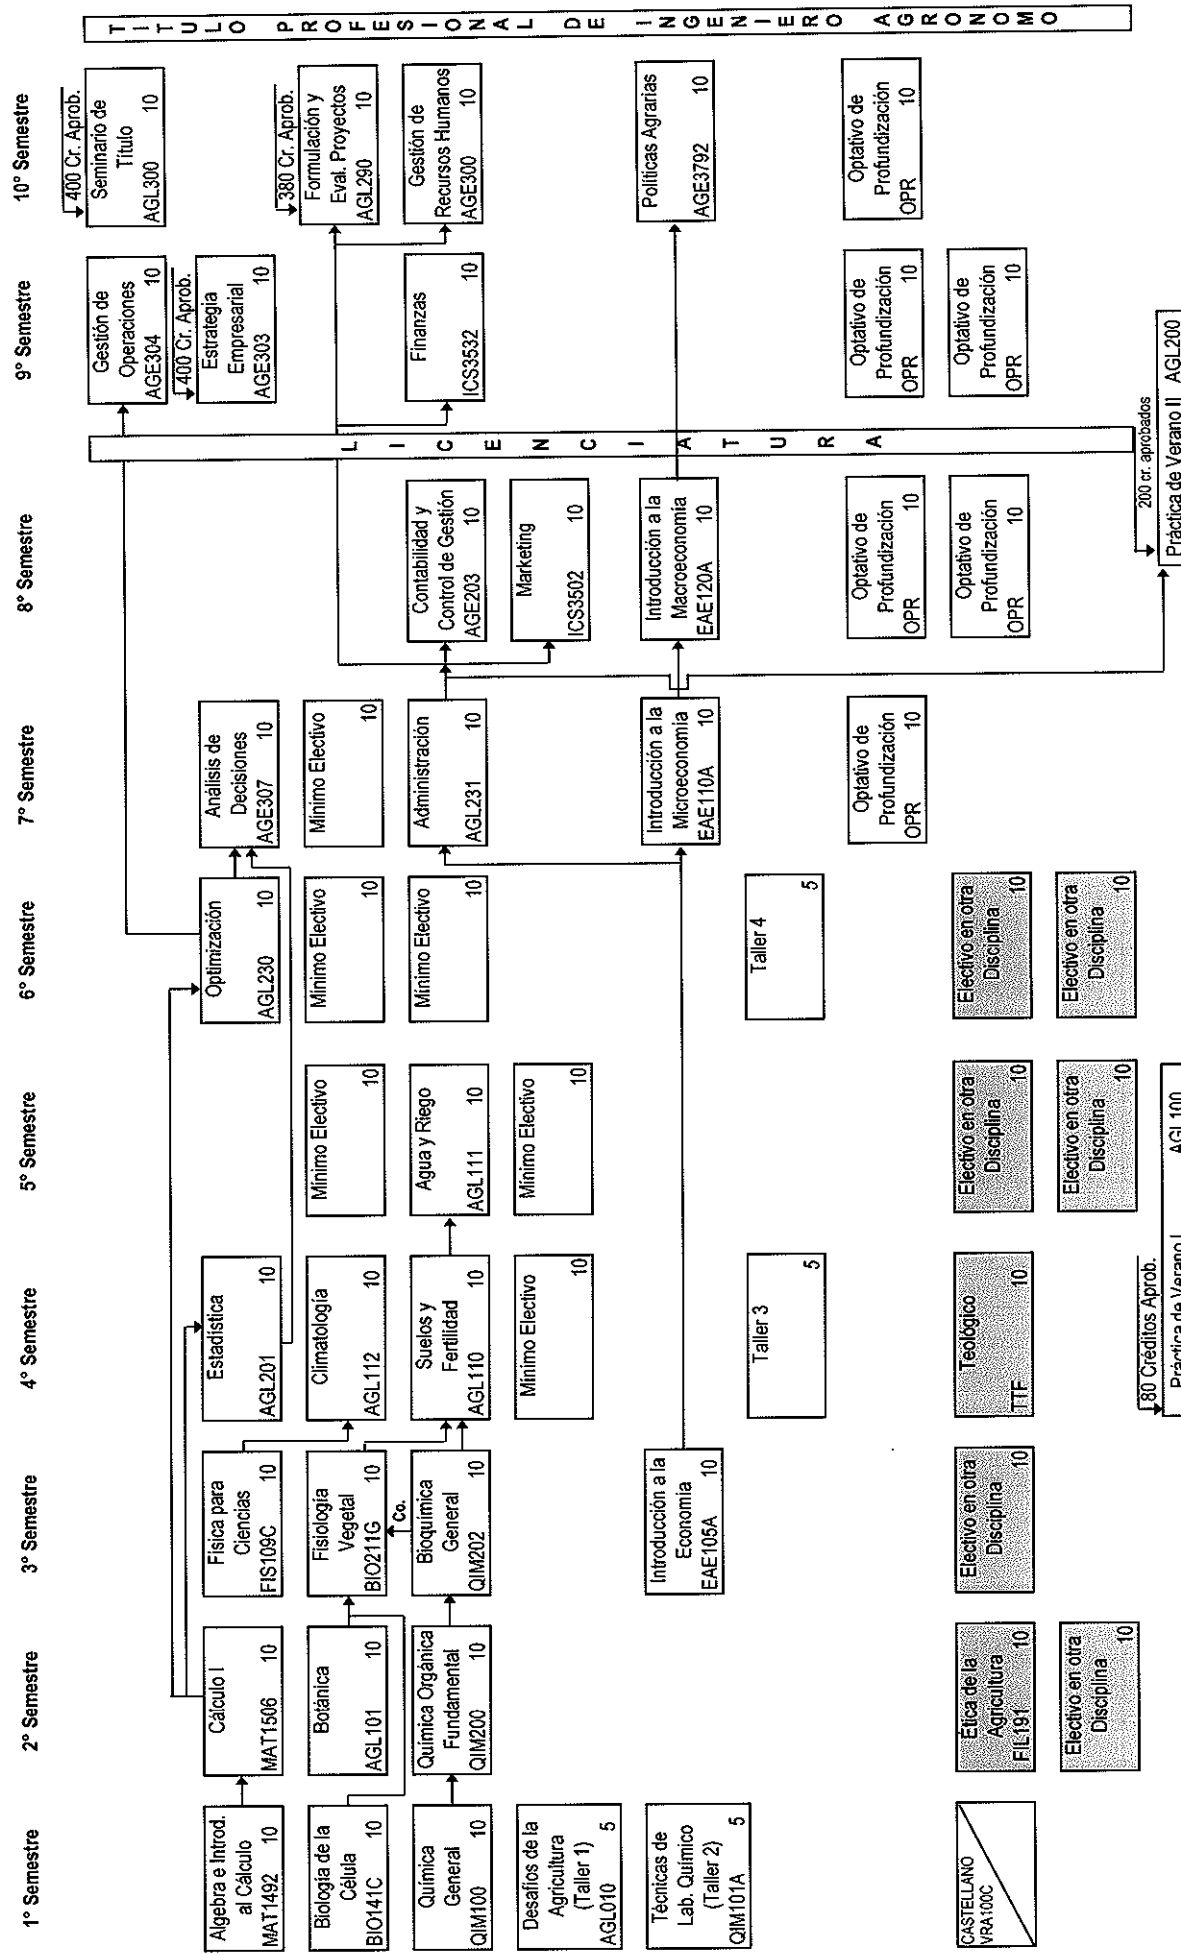 1° Semestre
Algebra e Introd.
al Cálculo
MAT1492 10
Biología de la
Célula
BIO141C 10
Química
General
QIM100 10
Desafíos de la
Agricultura
(Taller 1)
AGL010 5
Técnicas de
Lab. Químico
(Taller 2)
QIM101A 5
CASTELLANO
VRA100C
2° Semestre
Cálculo I
MAT1506 10
Botánica
AGL101 10
Química Orgánica
Fundamental
QIM200 10
Etica de la
Agricultura
FIL191 10
Electivo en otra
Disciplina
10
3° Semestre
Física para
Ciencias
FIS109C 10
Fisiología
Vegetal
BIO211G 10
Co.
Bioquímica
General
QIM202 10
Introducción a la
Economía
EAE105A 10
Electivo en otra
Disciplina
10
4° Semestre
Estadística
AGL201 10
Climatología
AGL112 10
Suelos y
Fertilidad
AGL110 10
Mínimo Electivo
10
Taller 3
5
Teológico
TTF 10
80 Créditos Aprob.
Práctica de Verano I AGL100
5° Semestre
Mínimo Electivo
10
Agua y Riego
AGL111 10
Mínimo Electivo
10
Electivo en otra
Disciplina
10
Electivo en otra
Disciplina
10
6° Semestre
Optimización
AGL230 10
Mínimo Electivo
10
Mínimo Electivo
10
Taller 4
5
Electivo en otra
Disciplina
10
Electivo en otra
Disciplina
10
7° Semestre
Análisis de
Decisiones
AGE307 10
Mínimo Electivo
10
Administración
AGL231 10
Introducción a la
Microeconomía
EAE110A 10
Optativo de
Profundización
OPR 10
8° Semestre
Contabilidad y
Control de Gestión
AGE203 10
Marketing
ICS3502 10
Introducción a la
Macroeconomía
EAE120A 10
Optativo de
Profundización
OPR 10
Optativo de
Profundización
OPR 10
200 cr. aprobados
Práctica de Verano II AGL200
LICENCIATURA
9° Semestre
Gestión de
Operaciones
AGE304 10
400 Cr. Aprob.
Estrategia
Empresarial
AGE303 10
Finanzas
ICS3532 10
Optativo de
Profundización
OPR 10
Optativo de
Profundización
OPR 10
10° Semestre
400 Cr. Aprob.
Seminario de
Título
AGL300 10
380 Cr. Aprob.
Formulación y
Eval. Proyectos
AGL290 10
Gestión de
Recursos Humanos
AGE300 10
Políticas Agrarias
AGE3792 10
Optativo de
Profundización
OPR 10
TITULO PROFESIONAL DE INGENIERO AGRONOMO